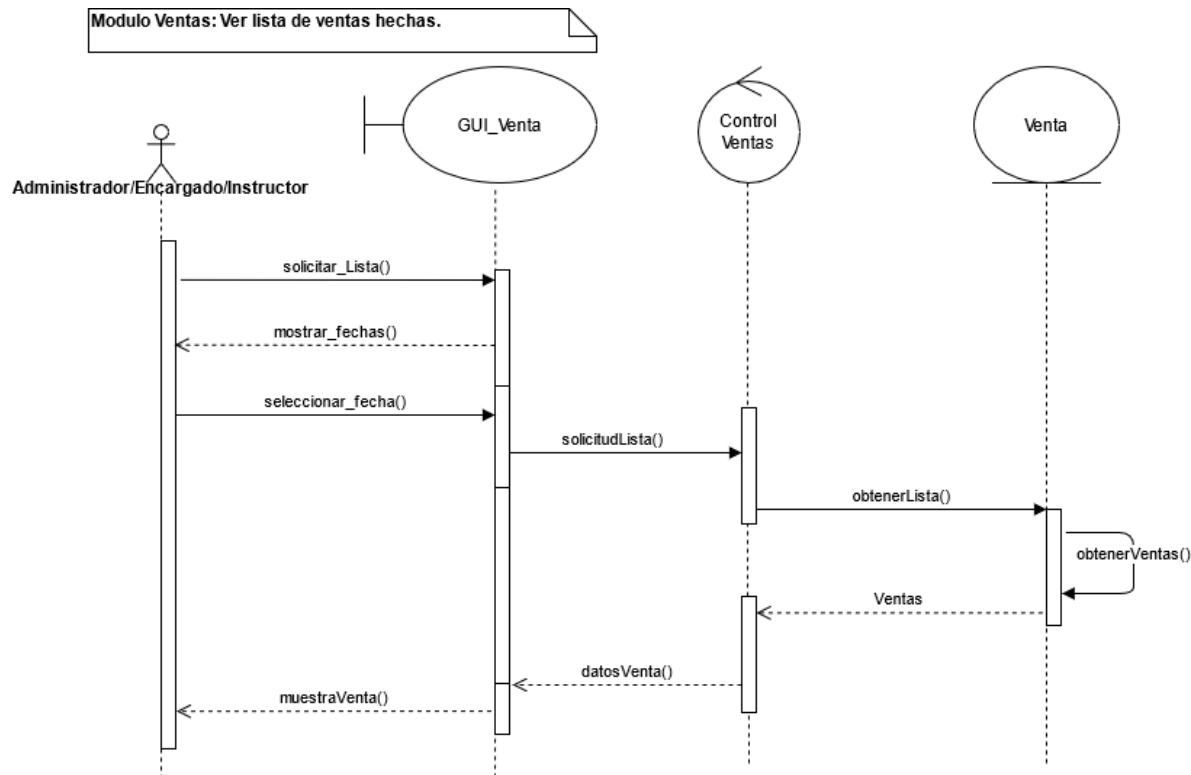 Modulo Ventas: Ver lista de ventas hechas.
GUI_Venta
Control
Ventas
Venta
Administrador/Encargado/Instructor
solicitar_Lista()
mostrar_fechas()
seleccionar_fecha()
solicitudLista()
obtenerLista()
obtenerVentas()
Ventas
datosVenta()
muestraVenta()